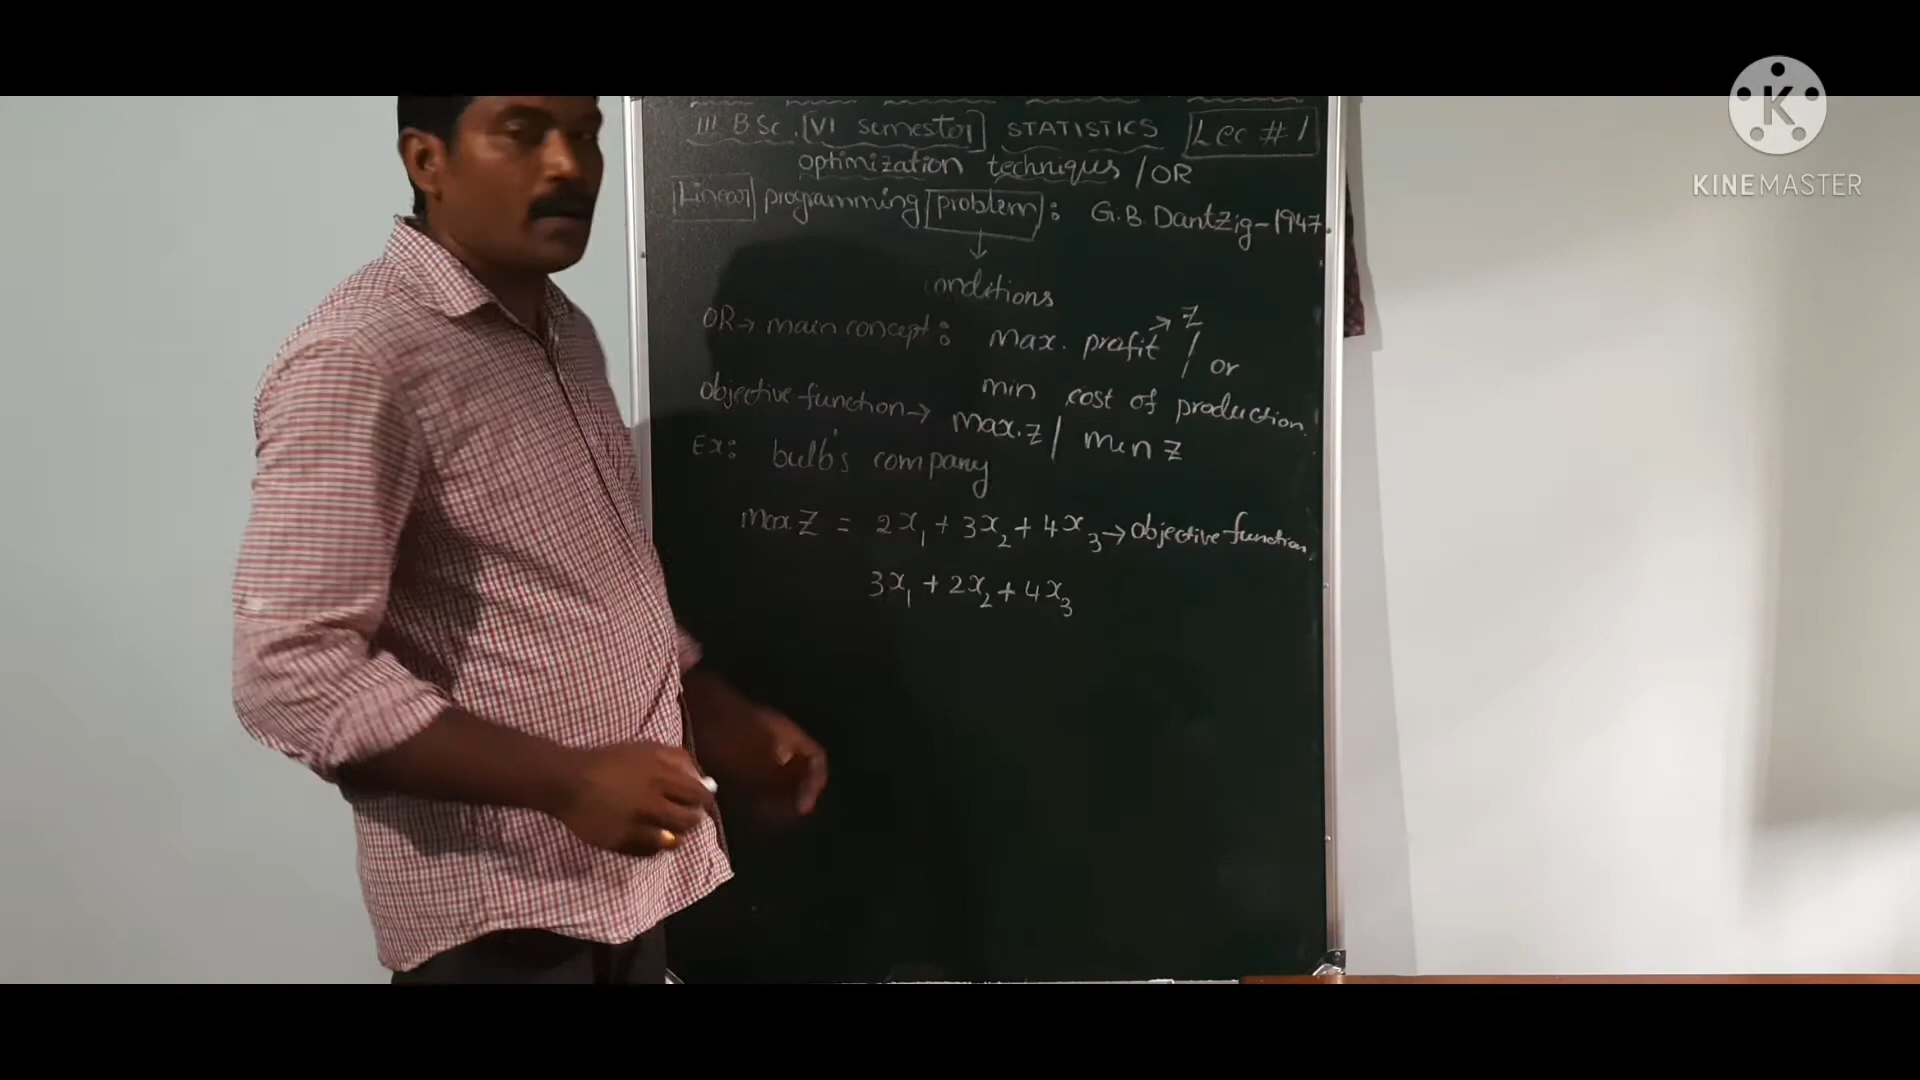 III BSc. VI Semester STATISTICS Lec # 1
optimization techniques / OR
Linear programming problem : G.B. Dantzig - 1947.
↓
conditions
OR → main concept : max. profit → Z / or
min cost of production.
objective function → max. Z / min Z
Ex: bulb's company
max Z = 2x₁ + 3x₂ + 4x₃ → objective function.
3x₁ + 2x₂ + 4x₃
K
KINEMASTER